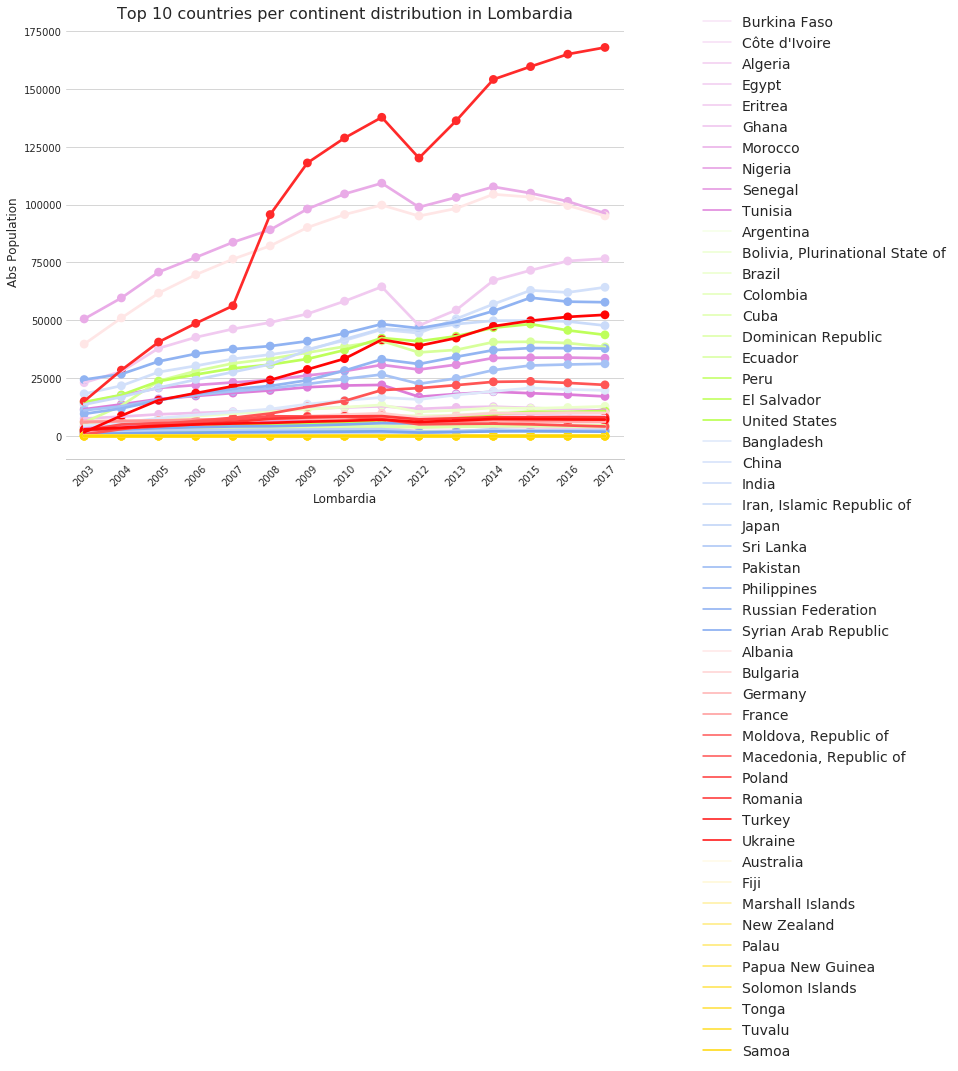 Top 10 countries per continent distribution in Lombardia
175000
150000
125000
100000
75000
50000
25000
0
Abs Population
2003
2004
2005
2006
2007
2008
2009
2010
2011
2012
2013
2014
2015
2016
2017
Lombardia
Burkina Faso
Côte d'Ivoire
Algeria
Egypt
Eritrea
Ghana
Morocco
Nigeria
Senegal
Tunisia
Argentina
Bolivia, Plurinational State of
Brazil
Colombia
Cuba
Dominican Republic
Ecuador
Peru
El Salvador
United States
Bangladesh
China
India
Iran, Islamic Republic of
Japan
Sri Lanka
Pakistan
Philippines
Russian Federation
Syrian Arab Republic
Albania
Bulgaria
Germany
France
Moldova, Republic of
Macedonia, Republic of
Poland
Romania
Turkey
Ukraine
Australia
Fiji
Marshall Islands
New Zealand
Palau
Papua New Guinea
Solomon Islands
Tonga
Tuvalu
Samoa